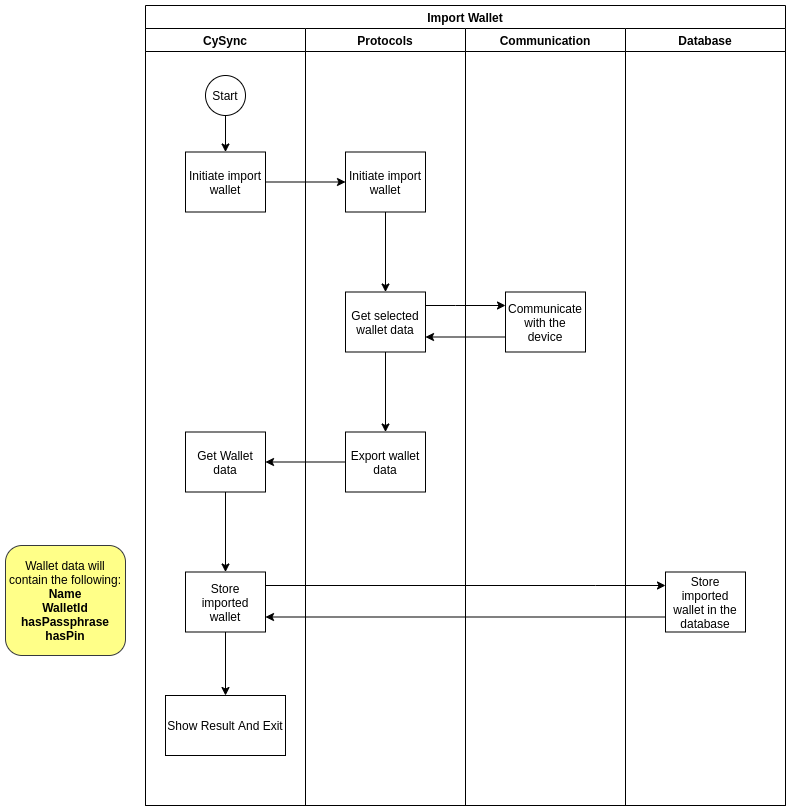 Import Wallet
CySync
Protocols
Communication
Database
Start
Initiate import
wallet
Initiate import
wallet
Get selected
wallet data
Communicate
with the
device
Get Wallet
data
Export wallet
data
Wallet data will
contain the following:
Name
WalletId
hasPassphrase
hasPin
Store
imported
wallet
Store
imported
wallet in the
database
Show Result And Exit